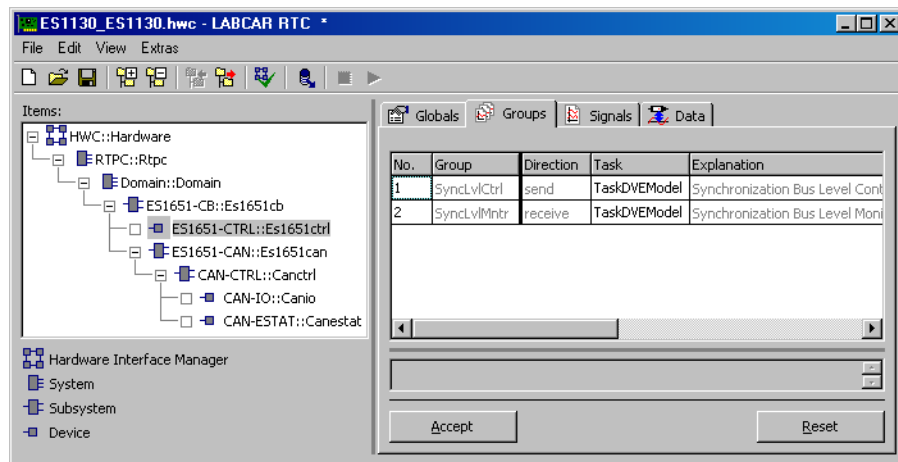 ES1130_ES1130.hwc - LABCAR RTC *
File Edit View Extras
Items:
HWC::Hardware
RTPC::Rtpc
Domain::Domain
ES1651-CB::Es1651cb
ES1651-CTRL::Es1651ctrl
ES1651-CAN::Es1651can
CAN-CTRL::Canctrl
CAN-IO::Canio
CAN-ESTAT::Canestat
Hardware Interface Manager
System
Subsystem
Device
Globals Groups Signals Data
No. Group Direction Task Explanation
1 SyncLvlCtrl send TaskDVEModel Synchronization Bus Level Cont
2 SyncLvlMntr receive TaskDVEModel Synchronization Bus Level Moni
Accept Reset